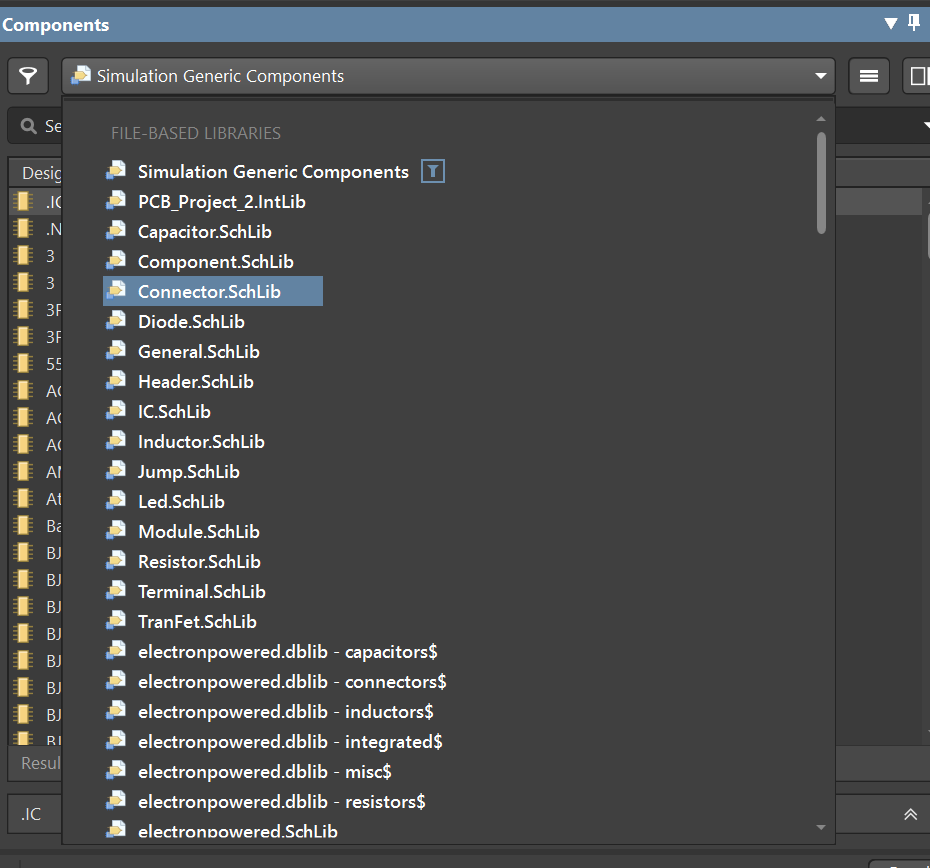 Components
Simulation Generic Components
Se
FILE-BASED LIBRARIES
Desig
Simulation Generic Components
.IC
PCB_Project_2.IntLib
.N
Capacitor.SchLib
3
Component.SchLib
3
Connector.SchLib
3P
Diode.SchLib
3P
General.SchLib
55
Header.SchLib
AC
IC.SchLib
AC
Inductor.SchLib
AC
Jump.SchLib
AM
Led.SchLib
At
Module.SchLib
Ba
Resistor.SchLib
BJ
Terminal.SchLib
BJ
TranFet.SchLib
BJ
BJ
electronpowered.dblib - capacitors$
BJ
electronpowered.dblib - connectors$
BJ
electronpowered.dblib - inductors$
BJ
electronpowered.dblib - integrated$
BJ
Resul
electronpowered.dblib - misc$
electronpowered.dblib - resistors$
.IC
electronpowered.SchLib